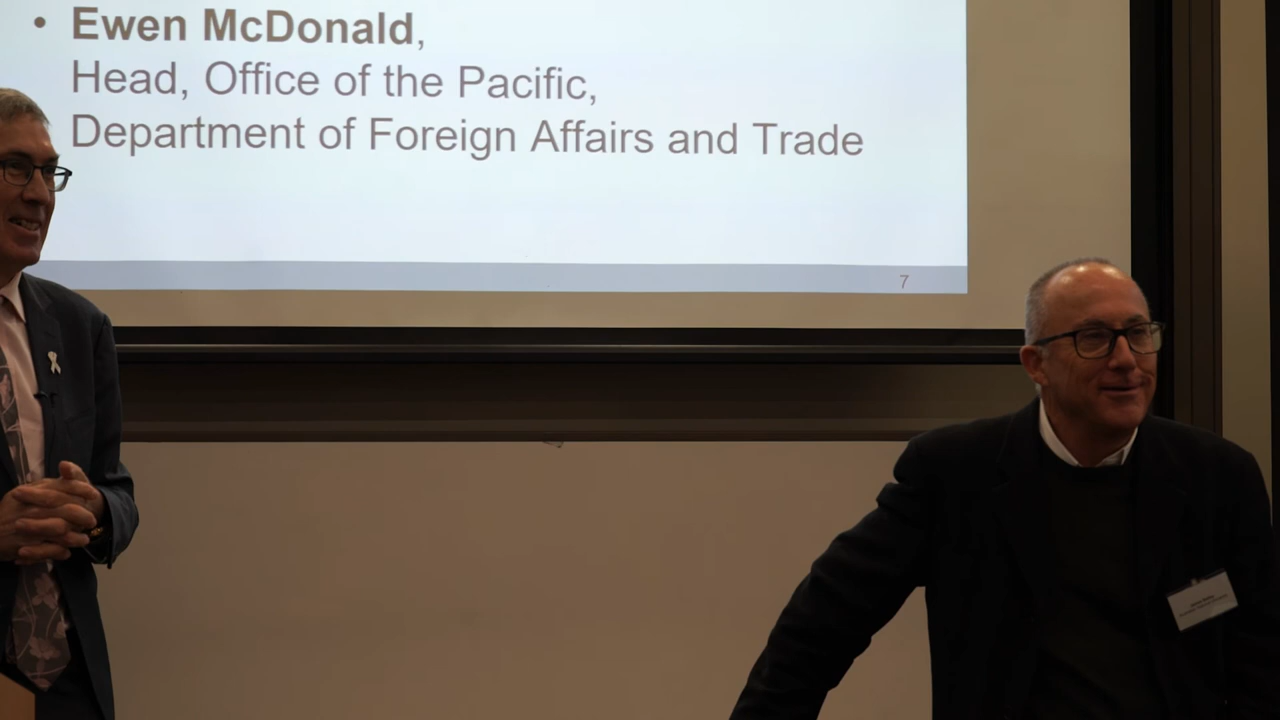 • Ewen McDonald,
Head, Office of the Pacific,
Department of Foreign Affairs and Trade
7